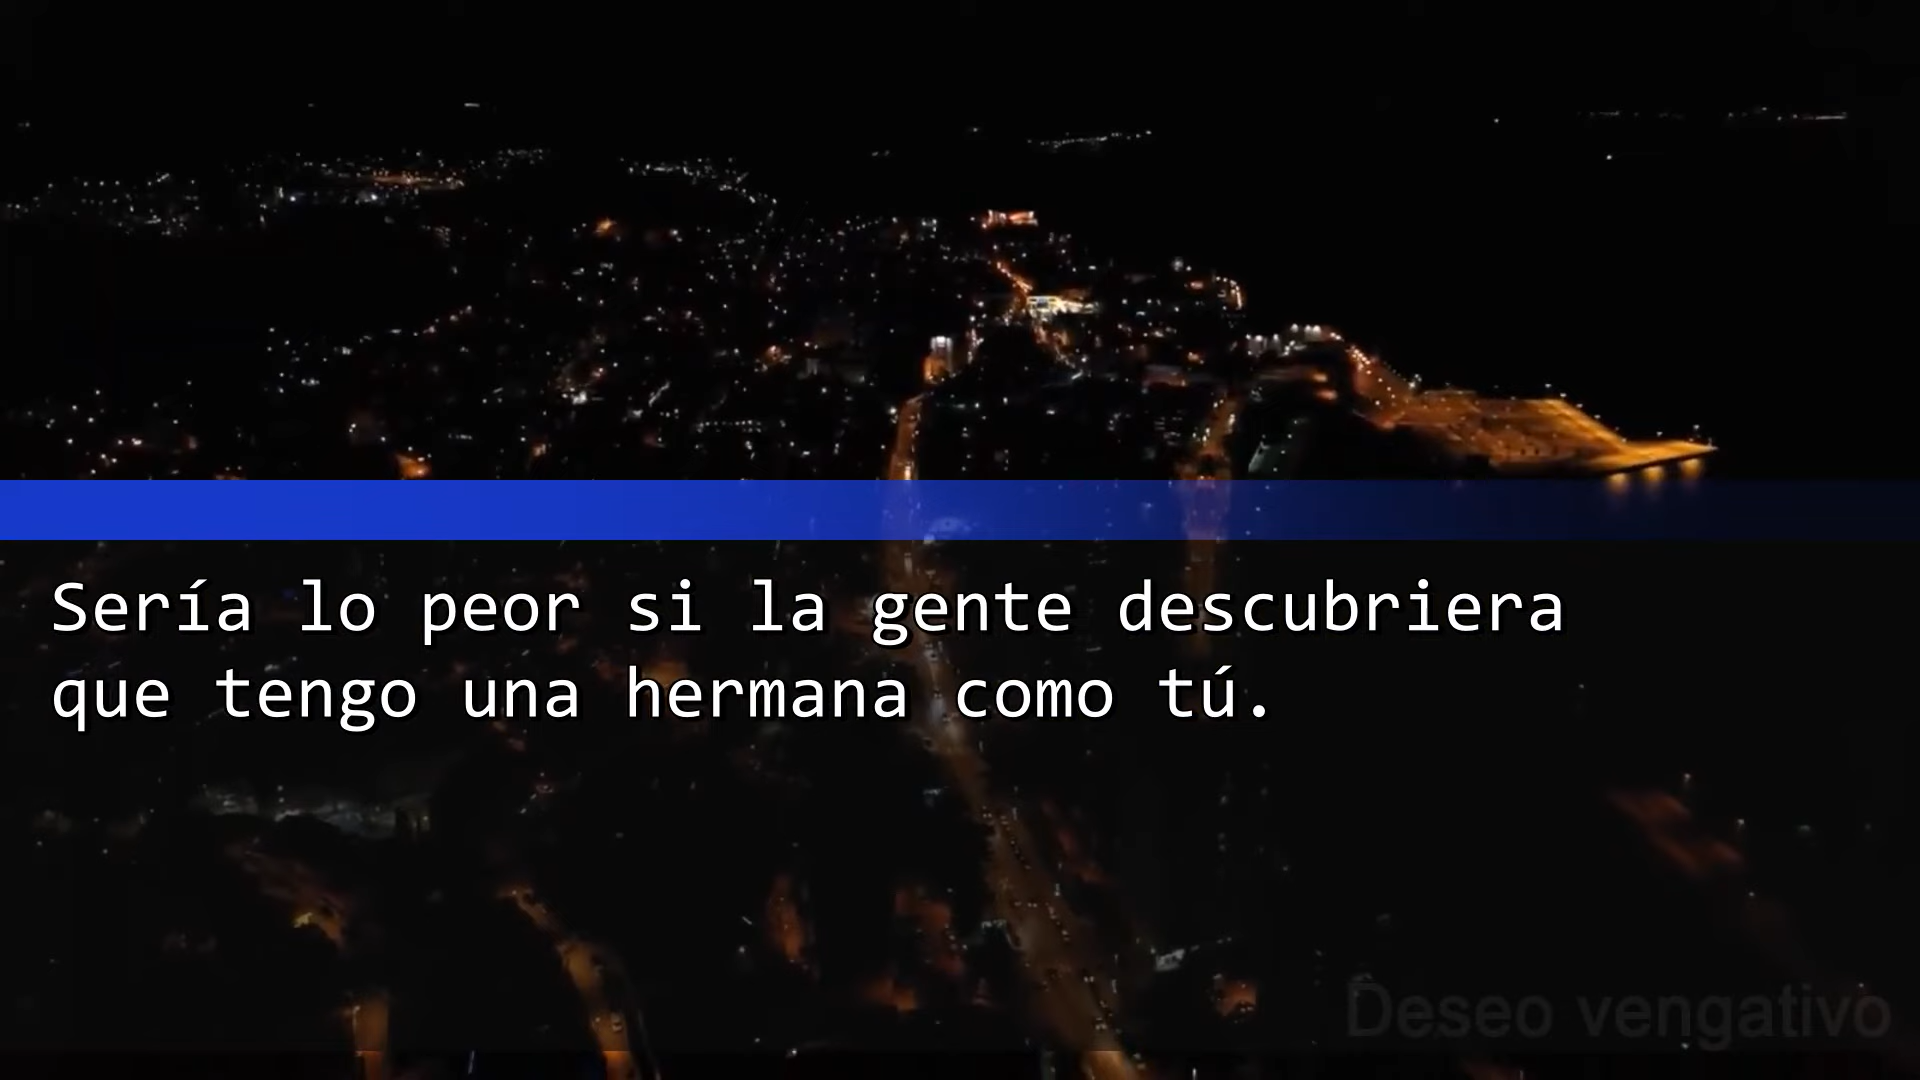 Sería lo peor si la gente descubriera
que tengo una hermana como tú.
Deseo vengativo